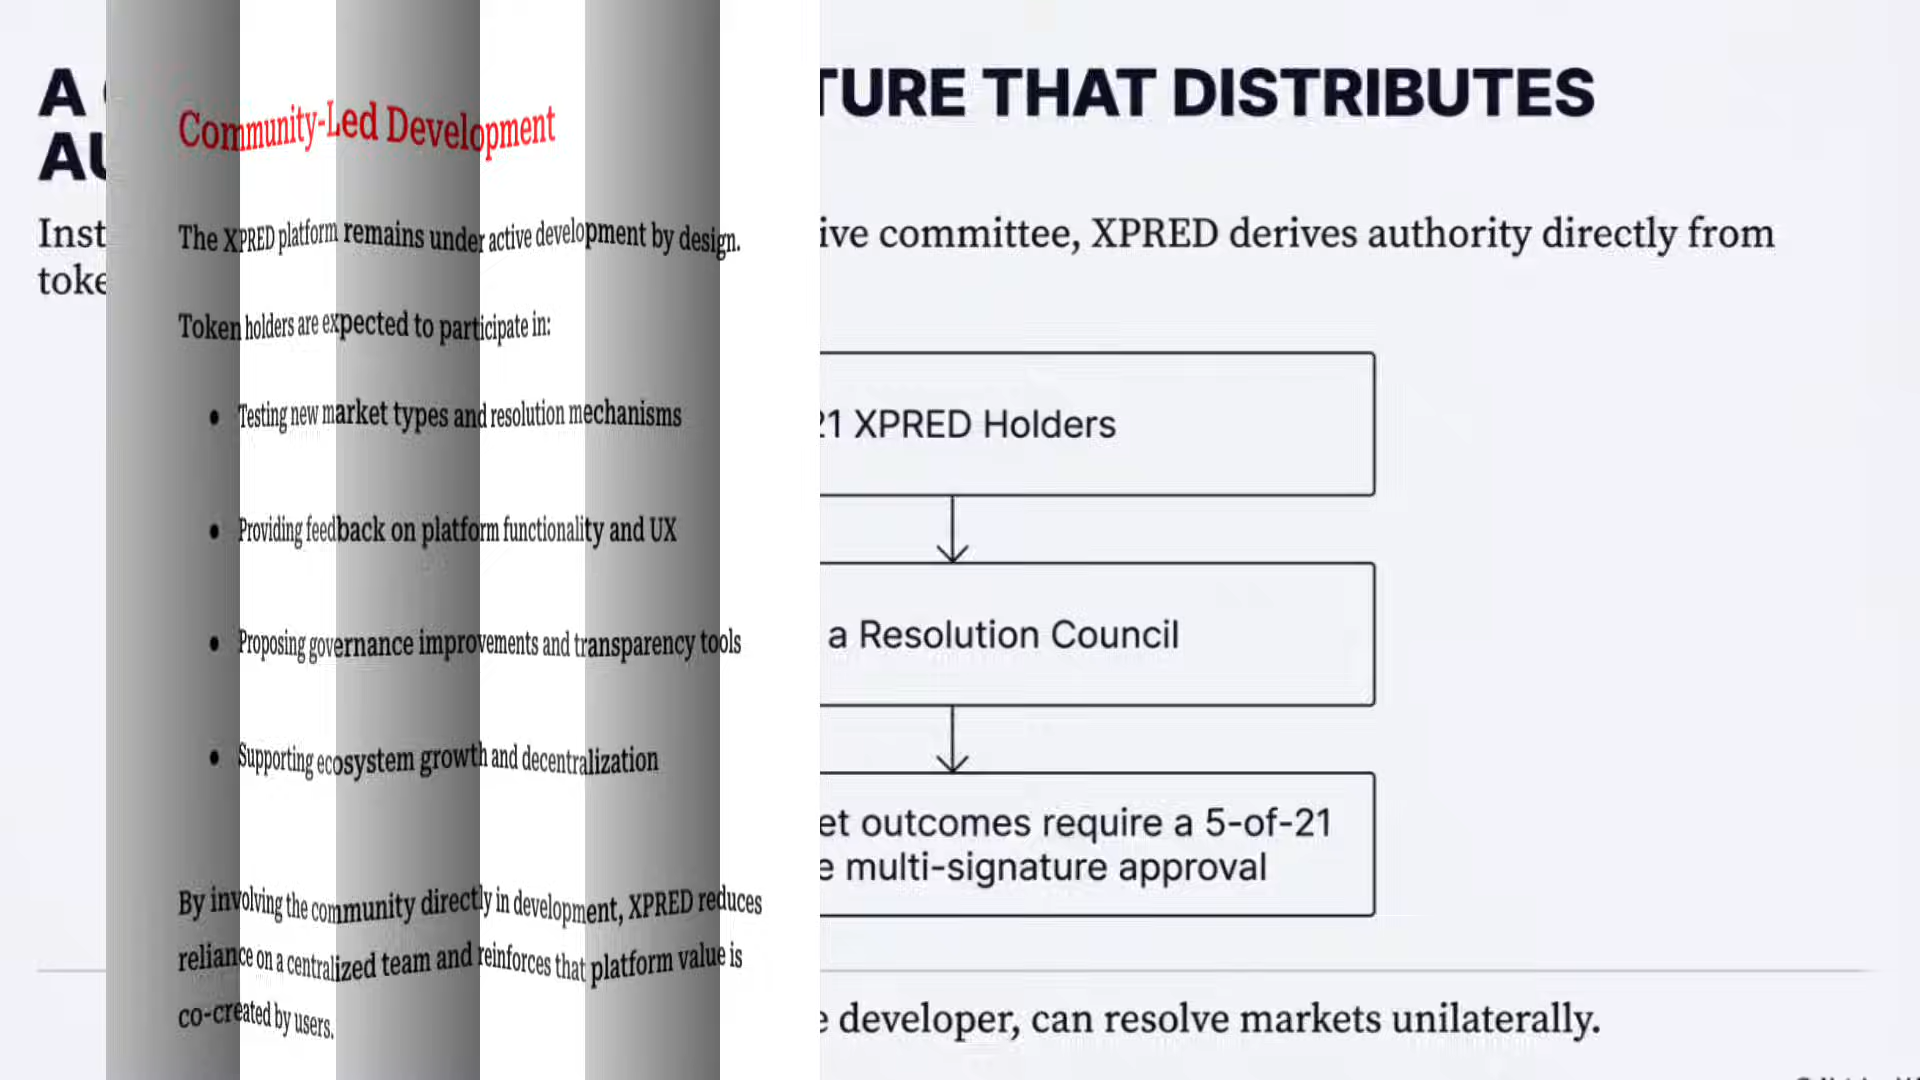 A
TURE THAT DISTRIBUTES
AU
Inst
ive committee, XPRED derives authority directly from
toke
Community-Led Development
The XPRED platform remains under active development by design.
Token holders are expected to participate in:
• Testing new market types and resolution mechanisms
• Providing feedback on platform functionality and UX
• Proposing governance improvements and transparency tools
• Supporting ecosystem growth and decentralization
By involving the community directly in development, XPRED reduces
reliance on a centralized team and reinforces that platform value is
co-created by users.
21 XPRED Holders
a Resolution Council
et outcomes require a 5-of-21
e multi-signature approval
e developer, can resolve markets unilaterally.